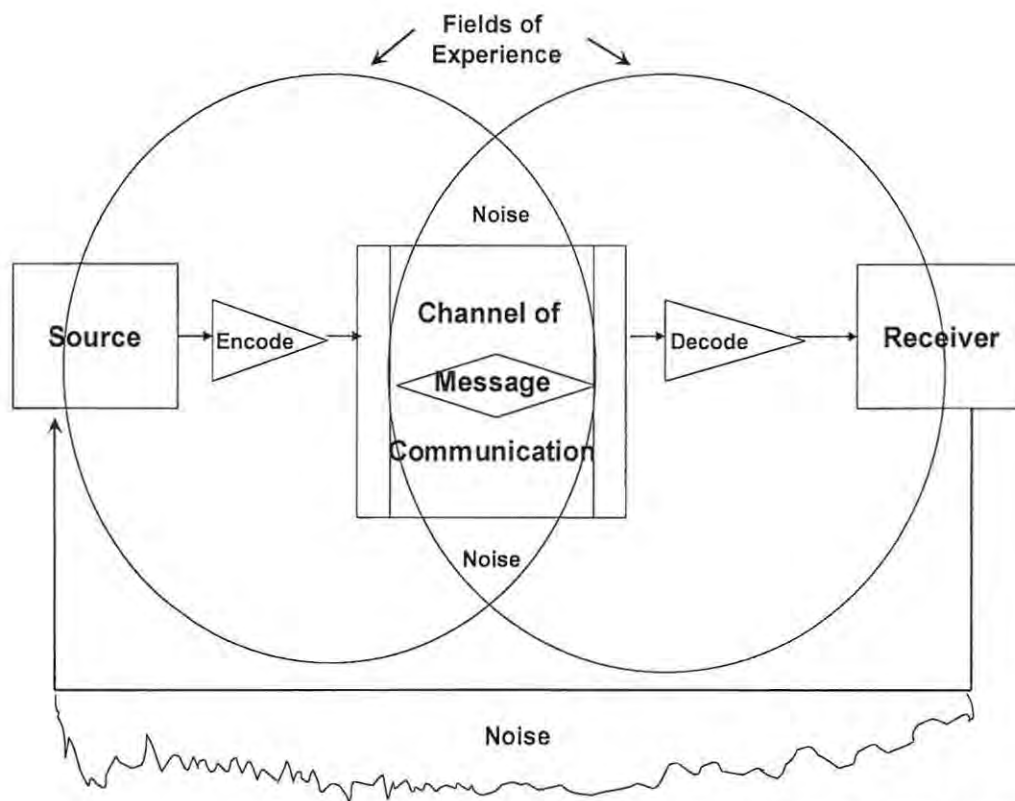 Fields of
Experience
Noise
Source
Encode
Channel of
Message
Communication
Decode
Receiver
Noise
Noise